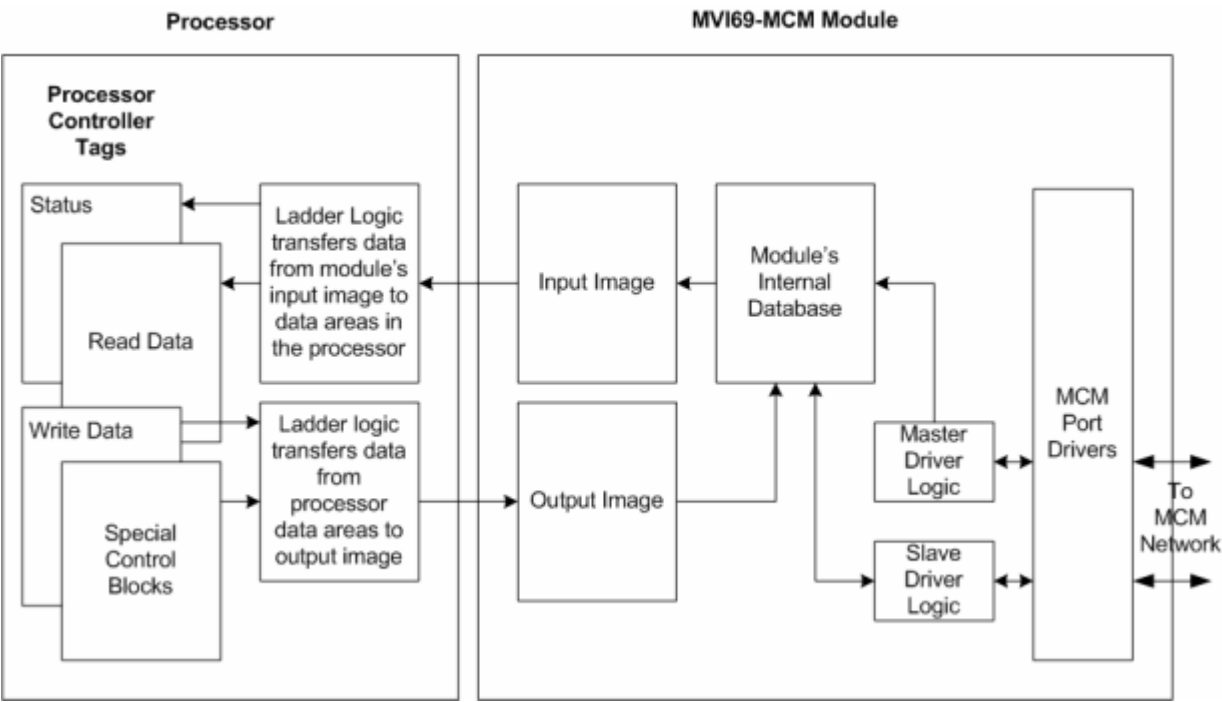 Processor
MVI69-MCM Module
Processor
Controller
Tags
Status
Read Data
Ladder Logic
transfers data
from module's
input image to
data areas in
the processor
Input Image
Module's
Internal
Database
Write Data
Special
Control
Blocks
Ladder logic
transfers data
from
processor
data areas to
output image
Output Image
Master
Driver
Logic
Slave
Driver
Logic
MCM
Port
Drivers
To
MCM
Network